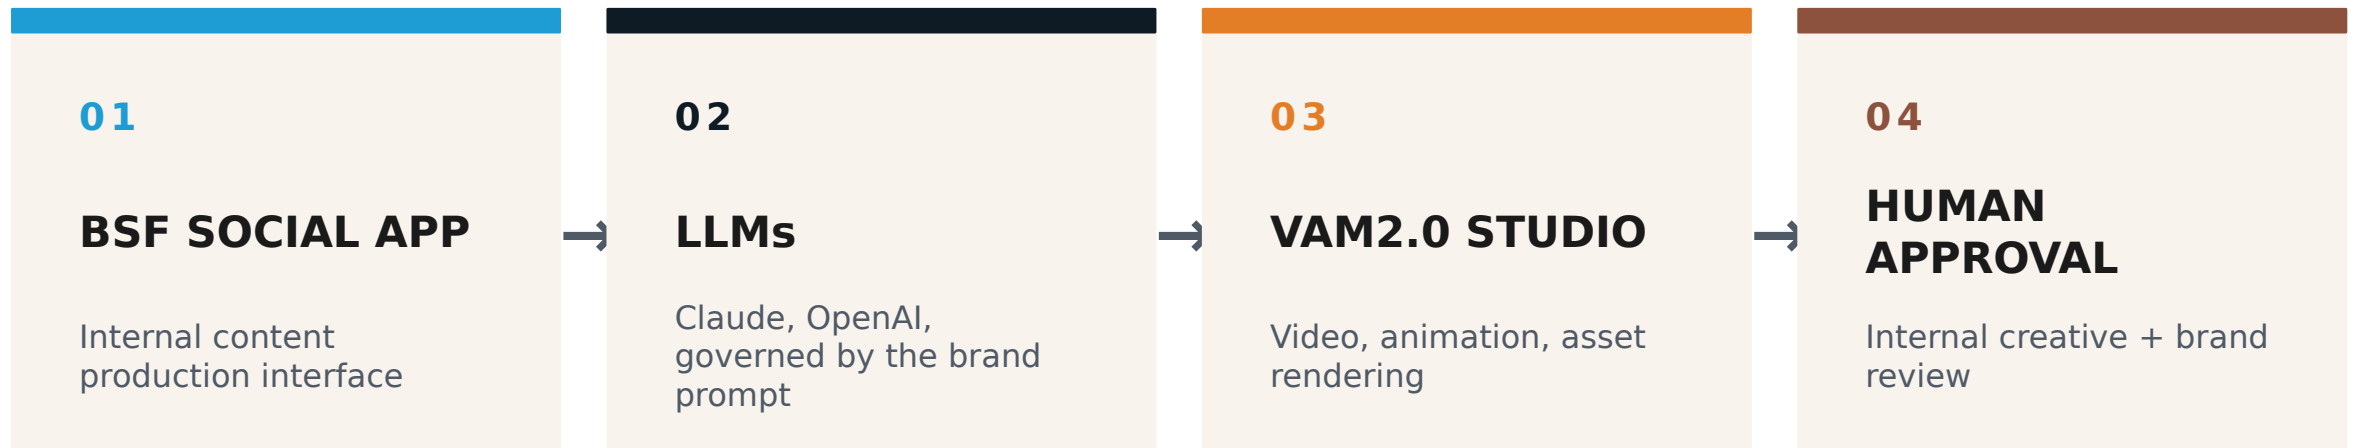 01
BSF SOCIAL APP
Internal content
production interface
→
02
LLMs
Claude, OpenAI,
governed by the brand
prompt
→
03
VAM2.0 STUDIO
Video, animation, asset
rendering
→
04
HUMAN
APPROVAL
Internal creative + brand
review